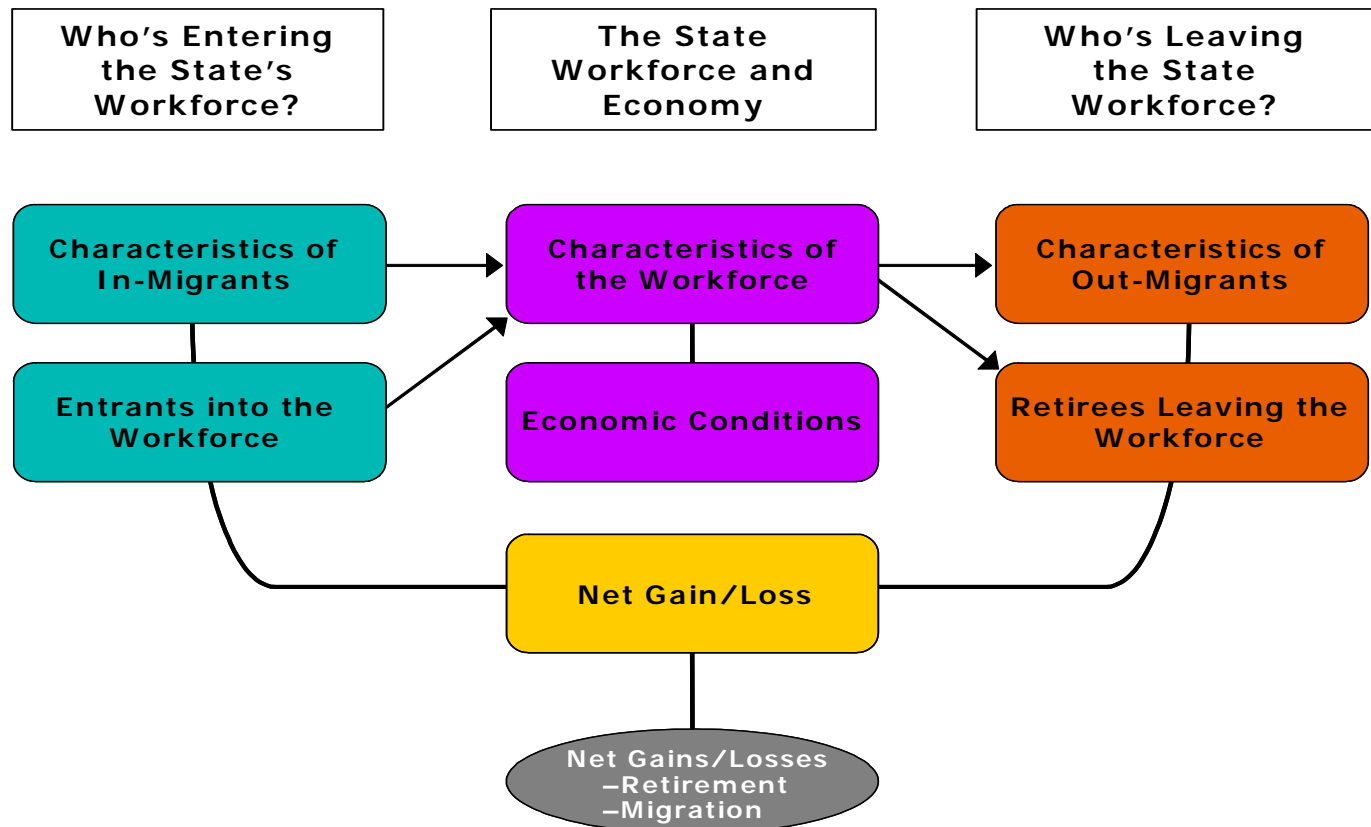 Who's Entering
the State's
Workforce?
The State
Workforce and
Economy
Who's Leaving
the State
Workforce?
Characteristics of
In-Migrants
Characteristics of
the Workforce
Characteristics of
Out-Migrants
Entrants into the
Workforce
Economic Conditions
Retirees Leaving the
Workforce
Net Gain/Loss
Net Gains/Losses
–Retirement
–Migration